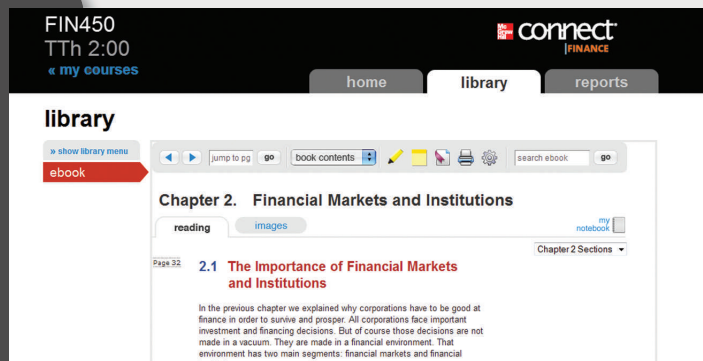 FIN450
TTh 2:00
« my courses
Mc Graw Hill connect
FINANCE
home library reports
library
» show library menu
ebook
jump to pg go book contents search ebook go
Chapter 2. Financial Markets and Institutions
reading images my notebook
Chapter 2 Sections
Page 32
2.1 The Importance of Financial Markets
and Institutions
In the previous chapter we explained why corporations have to be good at
finance in order to survive and prosper. All corporations face important
investment and financing decisions. But of course those decisions are not
made in a vacuum. They are made in a financial environment. That
environment has two main segments: financial markets and financial